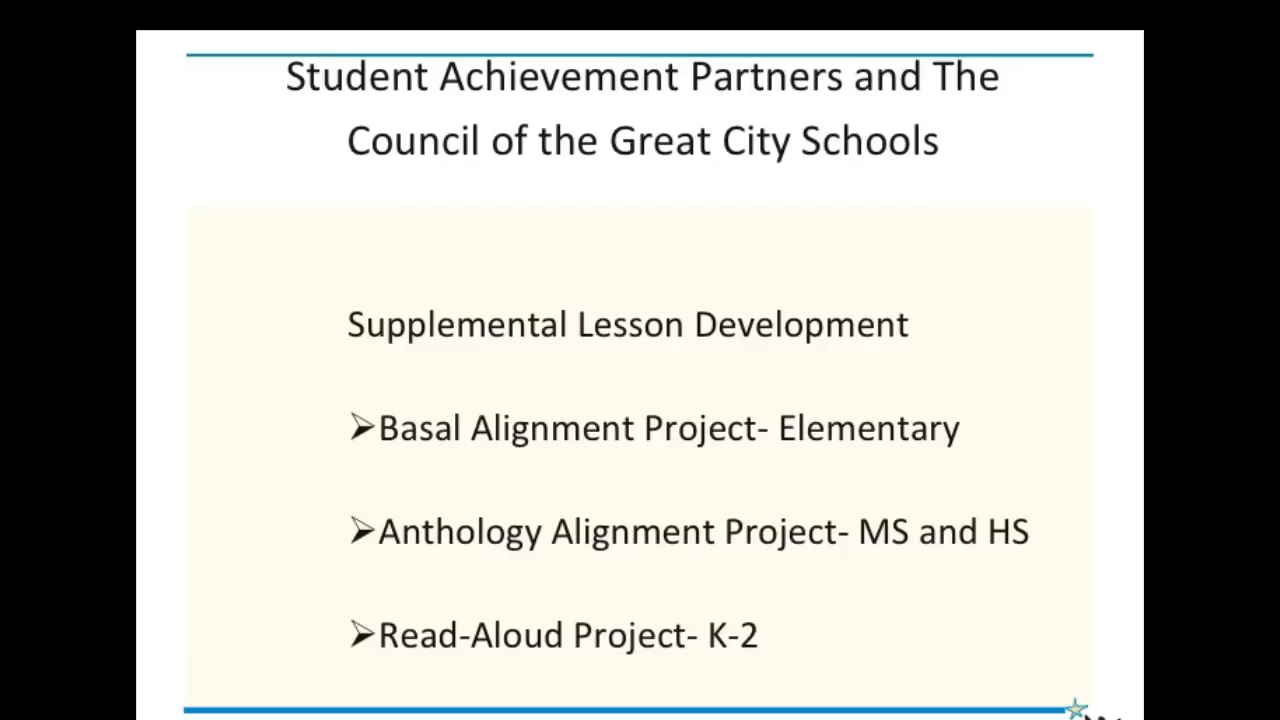 Student Achievement Partners and The
Council of the Great City Schools
Supplemental Lesson Development
➢Basal Alignment Project- Elementary
➢Anthology Alignment Project- MS and HS
➢Read-Aloud Project- K-2